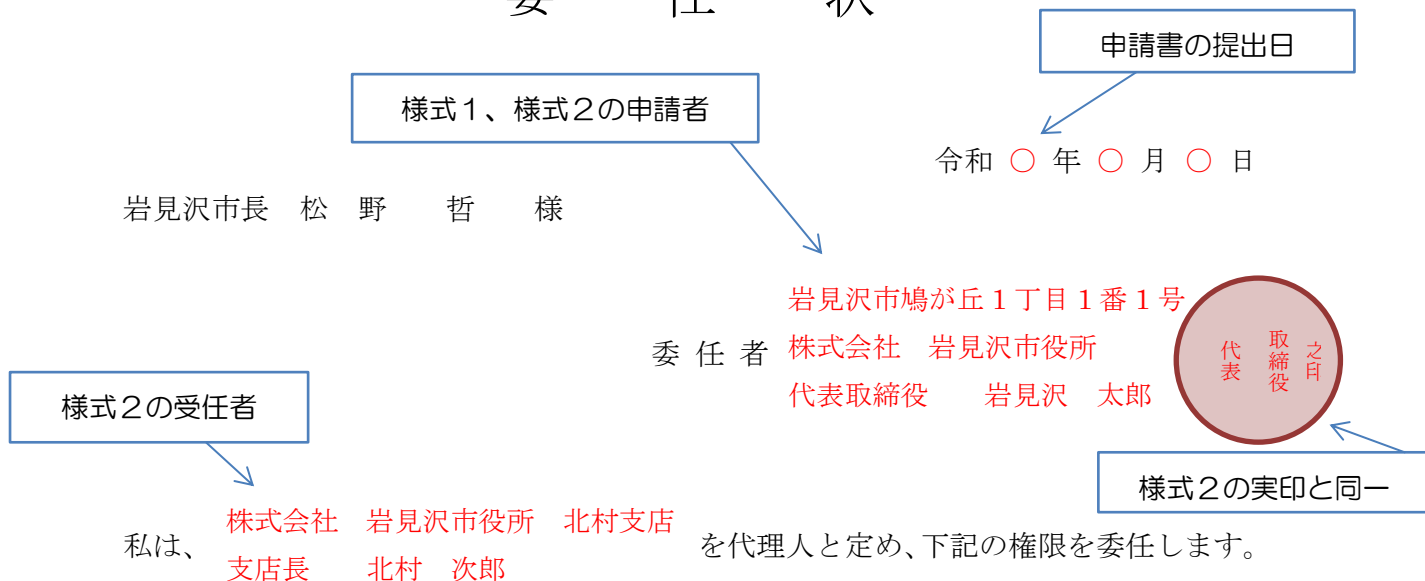 委　任　状
申請書の提出日
様式１、様式２の申請者
令和 〇 年 〇 月 〇 日
岩見沢市長　松　野　　哲　　様
岩見沢市鳩が丘１丁目１番１号
委 任 者 株式会社　岩見沢市役所
代表取締役　　岩見沢　太郎
代表
取締役
之印
様式２の受任者
様式２の実印と同一
株式会社　岩見沢市役所　北村支店
私は、　を代理人と定め、下記の権限を委任します。
支店長　　北村　次郎